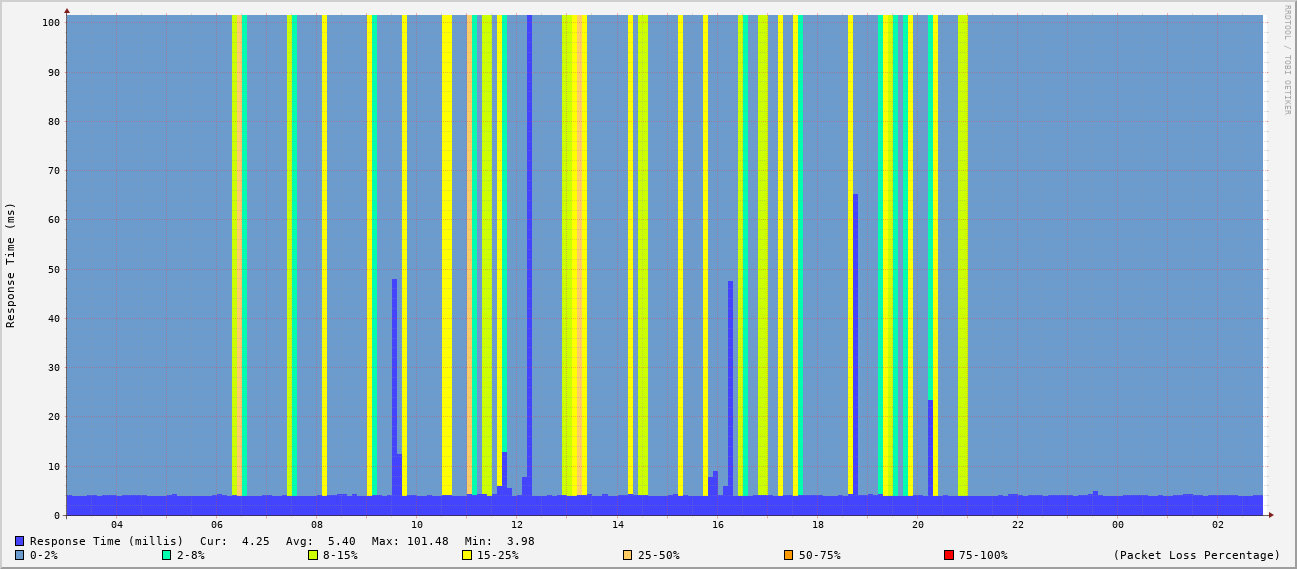 RRDTOOL / TOBI OETIKER
Response Time (ms)
100
90
80
70
60
50
40
30
20
10
0
04 06 08 10 12 14 16 18 20 22 00 02
Response Time (millis) Cur: 4.25 Avg: 5.40 Max: 101.48 Min: 3.98
0-2% 2-8% 8-15% 15-25% 25-50% 50-75% 75-100% (Packet Loss Percentage)